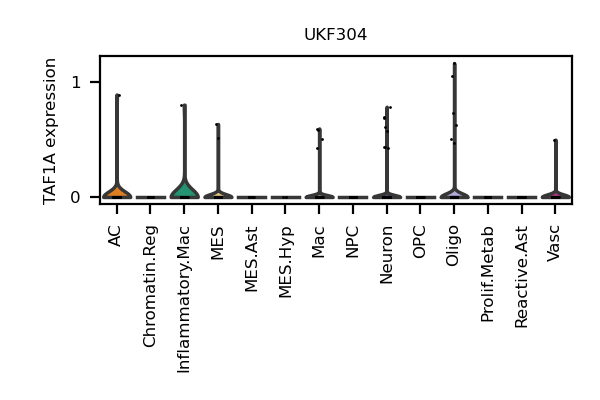 UKF304
TAF1A expression
1
0
AC
Chromatin.Reg
Inflammatory.Mac
MES
MES.Ast
MES.Hyp
Mac
NPC
Neuron
OPC
Oligo
Prolif.Metab
Reactive.Ast
Vasc